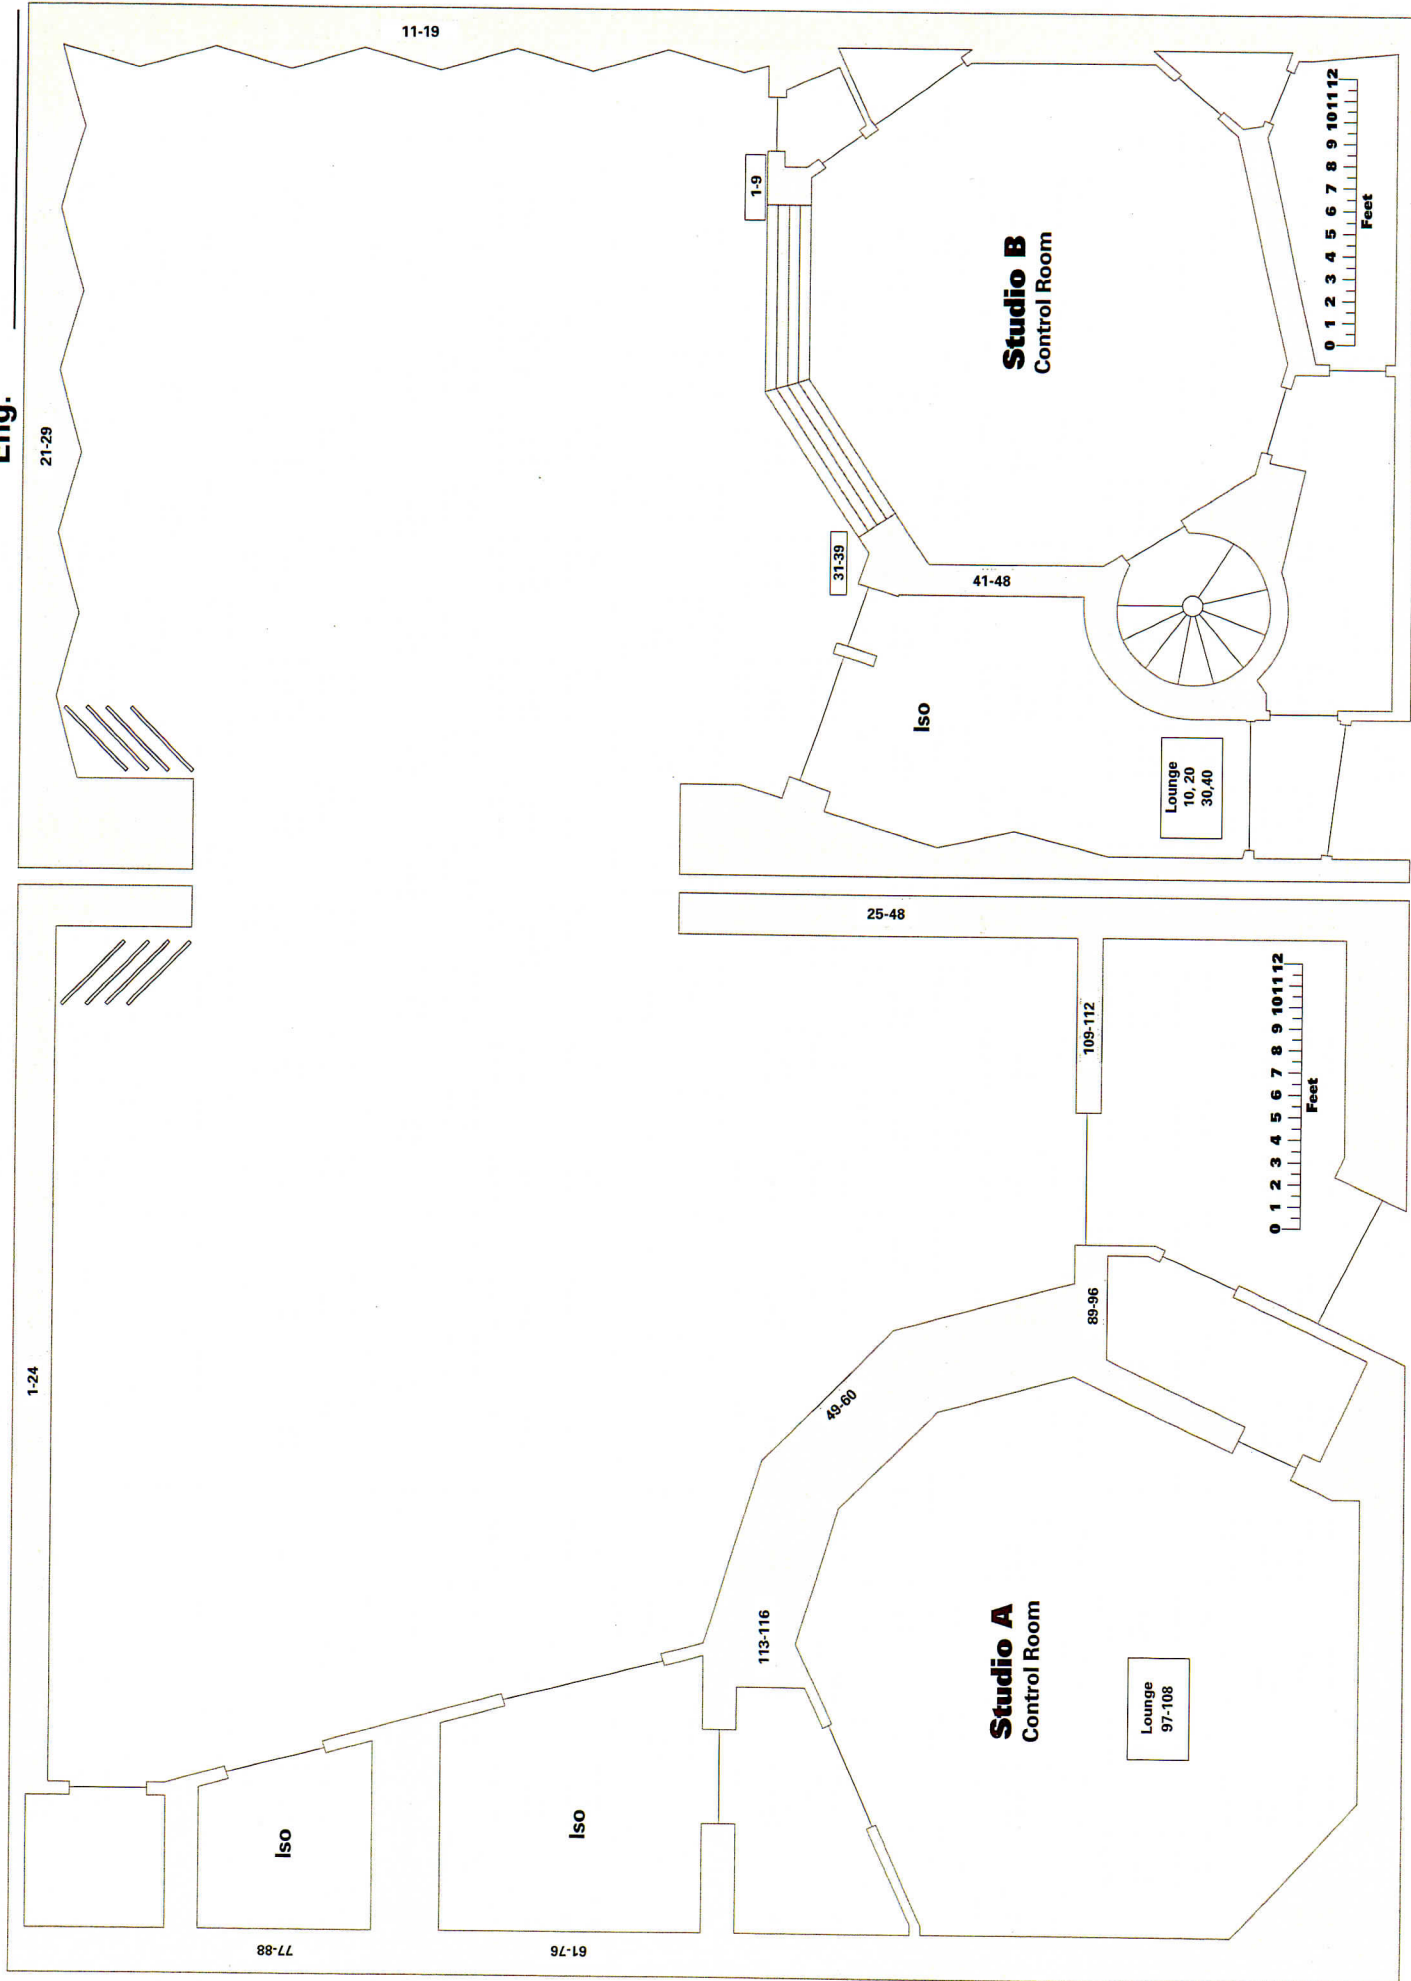 Eng.
11-19
21-29
1-9
Studio B
Control Room
0 1 2 3 4 5 6 7 8 9 10 11 12
Feet
31-39
41-48
Iso
Lounge
10, 20
30,40
25-48
109-112
0 1 2 3 4 5 6 7 8 9 10 11 12
Feet
1-24
89-96
49-60
113-116
Studio A
Control Room
Lounge
97-108
Iso
Iso
77-88
61-76